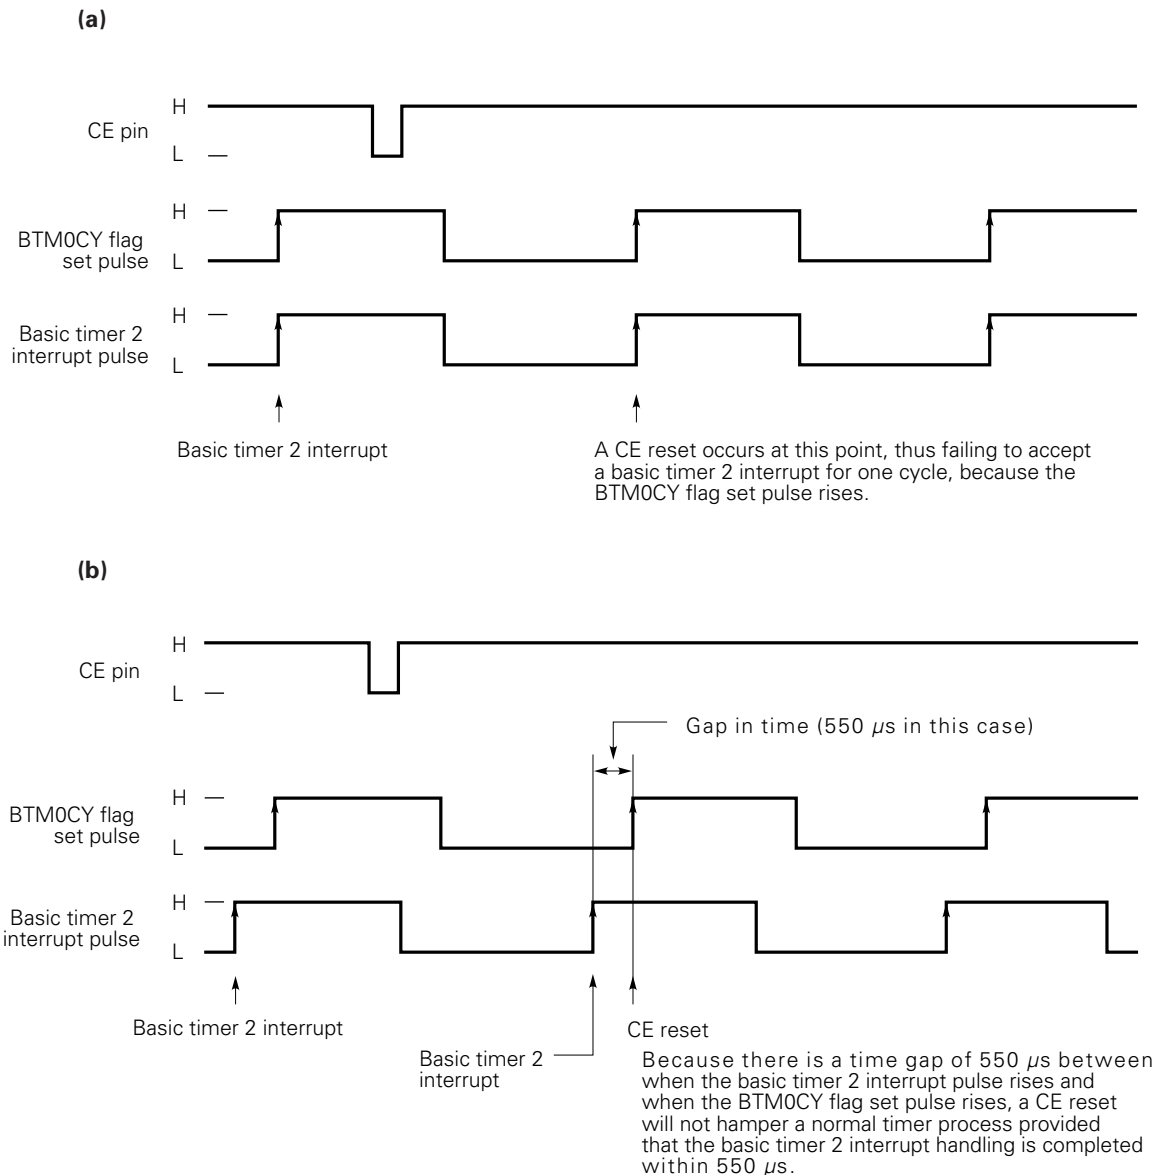 (a)
H
CE pin
L
H
BTM0CY flag
set pulse
L
H
Basic timer 2
interrupt pulse
L
Basic timer 2 interrupt
A CE reset occurs at this point, thus failing to accept
a basic timer 2 interrupt for one cycle, because the
BTM0CY flag set pulse rises.
(b)
H
CE pin
L
Gap in time (550 µs in this case)
H
BTM0CY flag
set pulse
L
H
Basic timer 2
interrupt pulse
L
Basic timer 2 interrupt
Basic timer 2
interrupt
CE reset
Because there is a time gap of 550 µs between
when the basic timer 2 interrupt pulse rises and
when the BTM0CY flag set pulse rises, a CE reset
will not hamper a normal timer process provided
that the basic timer 2 interrupt handling is completed
within 550 µs.